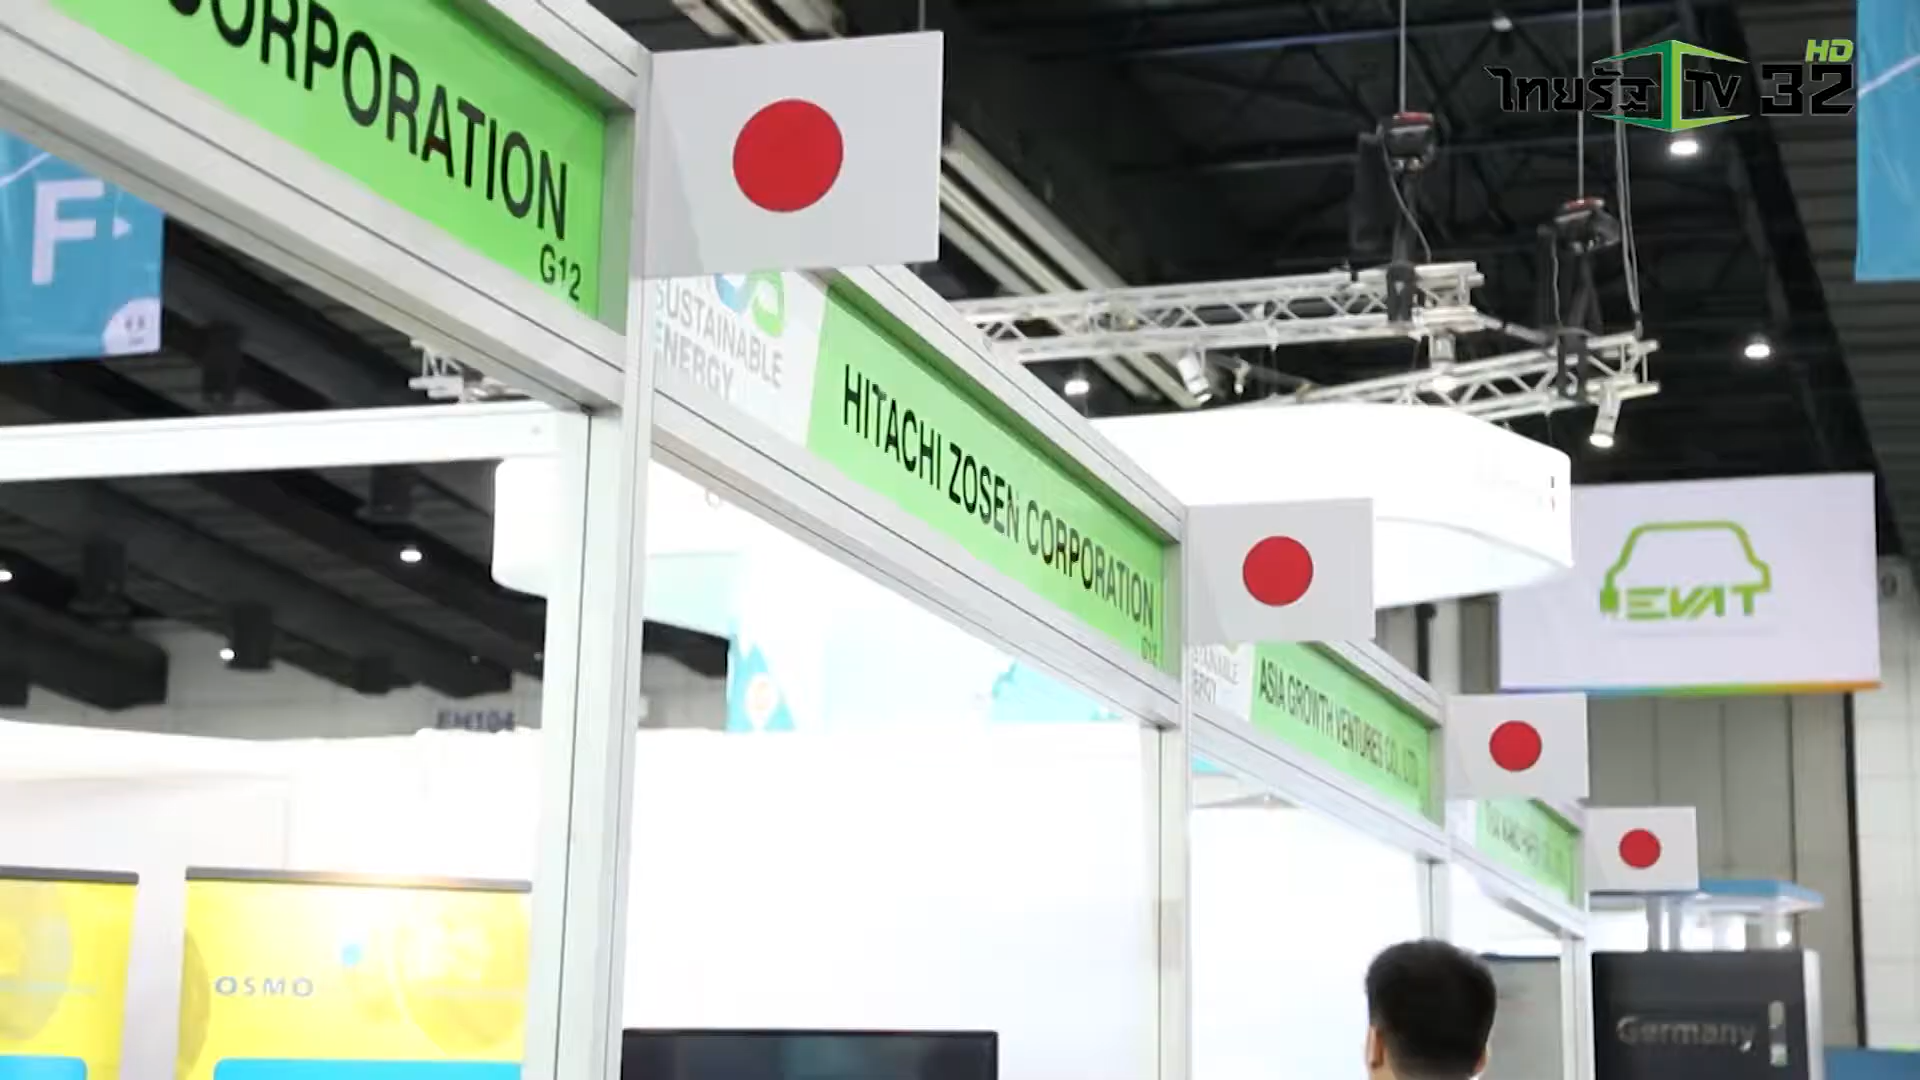 CORPORATION
G12
F
SUSTAINABLE
ENERGY
HITACHI ZOSEN CORPORATION
G12
ASIA GROWTH VENTURES CO., LTD.
ไทยรัฐ TV 32 HD
EVAT
EH104
OSMO
Germany